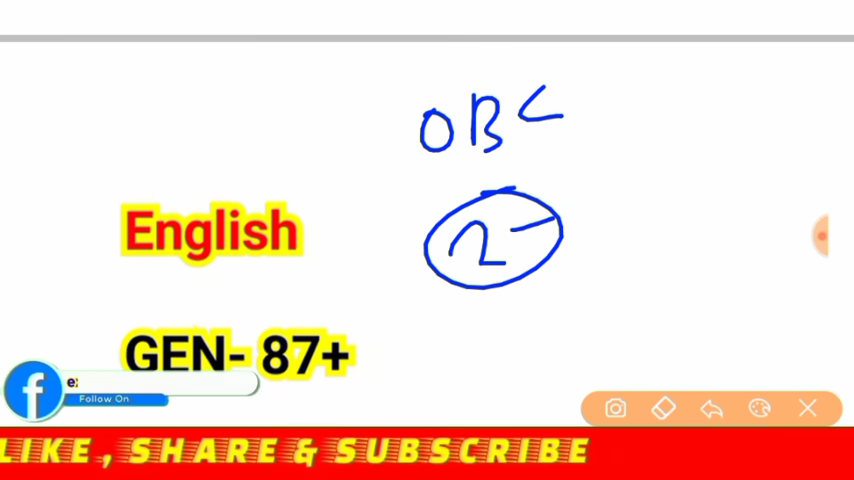 OBC
English
2-
GEN- 87+
Follow On
LIKE , SHARE & SUBSCRIBE